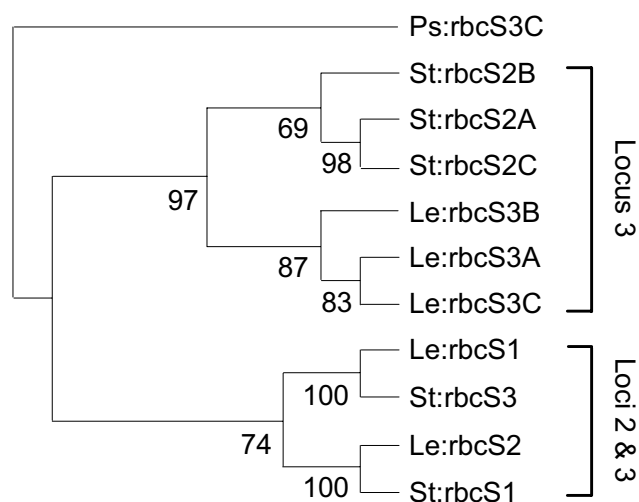 Ps:rbcS3C
St:rbcS2B
69
St:rbcS2A
98
St:rbcS2C
97
Le:rbcS3B
87
Le:rbcS3A
83
Le:rbcS3C
Locus 3
Le:rbcS1
100
St:rbcS3
74
Le:rbcS2
100
St:rbcS1
Loci 2 & 3